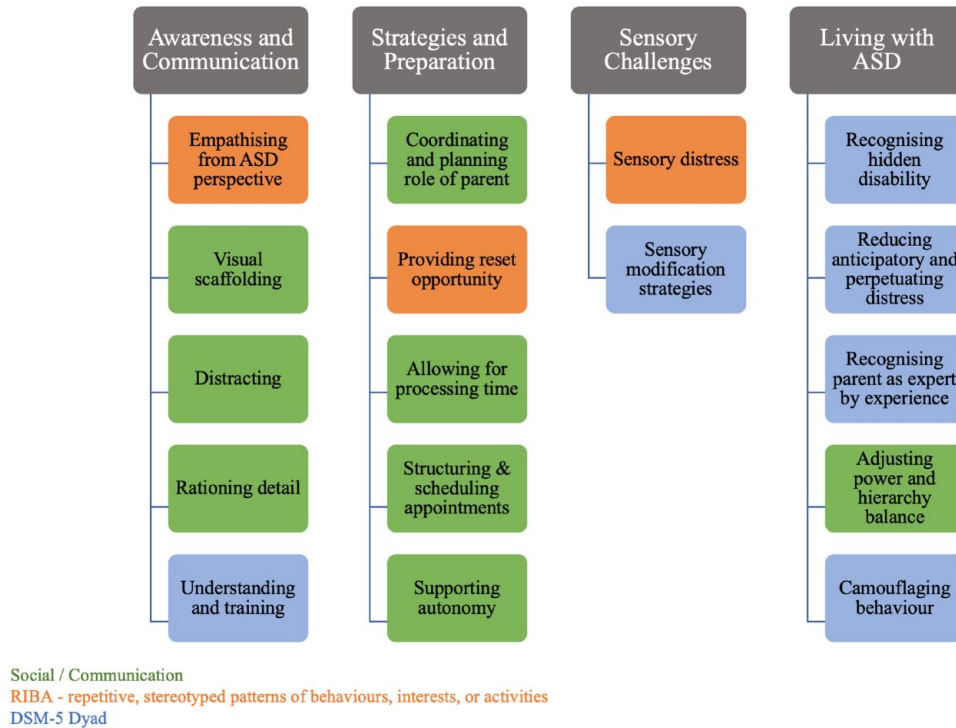 Awareness and
Communication
Empathising
from ASD
perspective
Visual
scaffolding
Distracting
Rationing detail
Understanding
and training
Strategies and
Preparation
Coordinating
and planning
role of parent
Providing reset
opportunity
Allowing for
processing time
Structuring &
scheduling
appointments
Supporting
autonomy
Sensory
Challenges
Sensory distress
Sensory
modification
strategies
Living with
ASD
Recognising
hidden
disability
Reducing
anticipatory and
perpetuating
distress
Recognising
parent as expert
by experience
Adjusting
power and
hierarchy
balance
Camouflaging
behaviour
Social / Communication
RIBA - repetitive, stereotyped patterns of behaviours, interests, or activities
DSM-5 Dyad